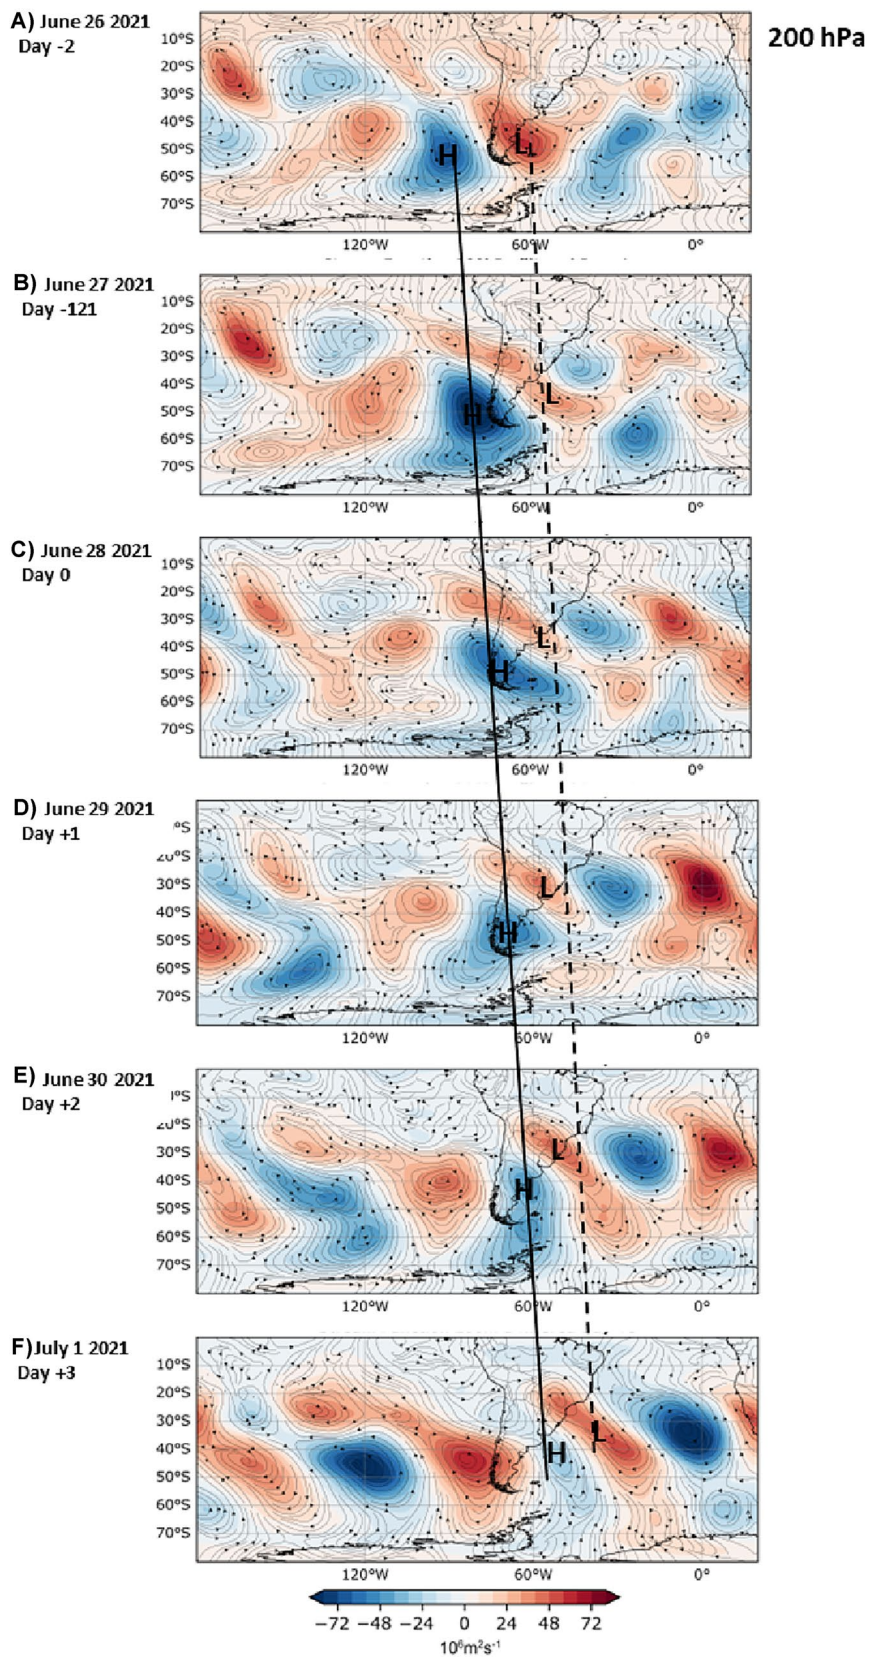 A) June 26 2021
Day -2
200 hPa
10°S
20°S
30°S
40°S
50°S
60°S
70°S
H
L
120°W
60°W
0°
B) June 27 2021
Day -121
10°S
20°S
30°S
40°S
50°S
60°S
70°S
H
L
120°W
60°W
0°
C) June 28 2021
Day 0
10°S
20°S
30°S
40°S
50°S
60°S
70°S
L
H
120°W
60°W
0°
D) June 29 2021
Day +1
°S
20°S
30°S
40°S
50°S
60°S
70°S
L
H
120°W
60°W
0°
E) June 30 2021
Day +2
°S
20°S
30°S
40°S
50°S
60°S
70°S
L
H
120°W
60°W
0°
F) July 1 2021
Day +3
10°S
20°S
30°S
40°S
50°S
60°S
70°S
L
H
120°W
60°W
0°
−72 −48 −24 0 24 48 72
10⁶m²s⁻¹